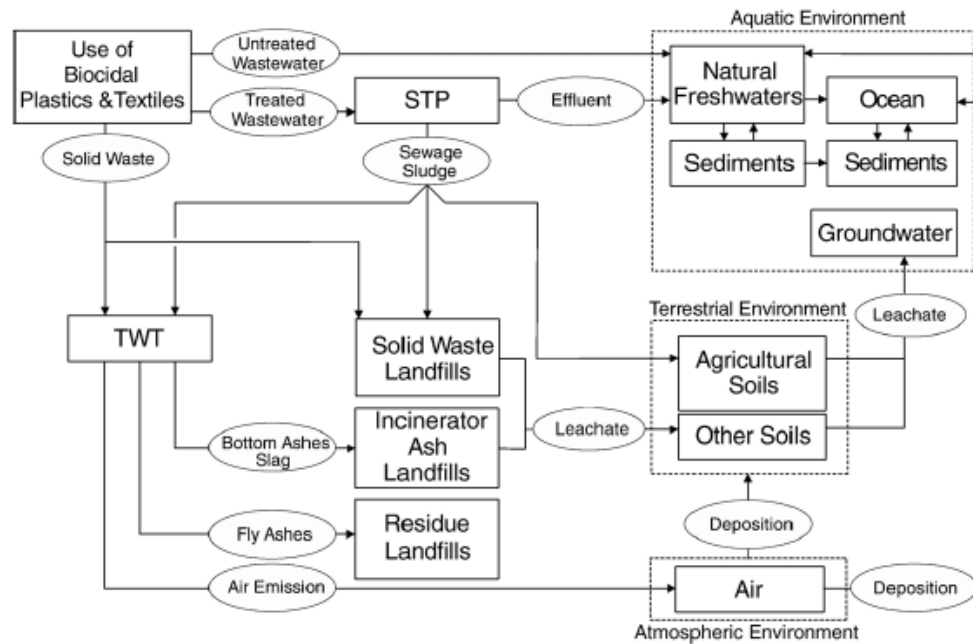 Aquatic Environment
Use of
Biocidal
Plastics &Textiles
Untreated
Wastewater
Treated
Wastewater
STP
Effluent
Natural
Freshwaters
Ocean
Solid Waste
Sewage
Sludge
Sediments
Sediments
Groundwater
TWT
Solid Waste
Landfills
Terrestrial Environment
Leachate
Agricultural
Soils
Bottom Ashes
Slag
Incinerator
Ash
Landfills
Leachate
Other Soils
Fly Ashes
Residue
Landfills
Deposition
Air Emission
Air
Deposition
Atmospheric Environment